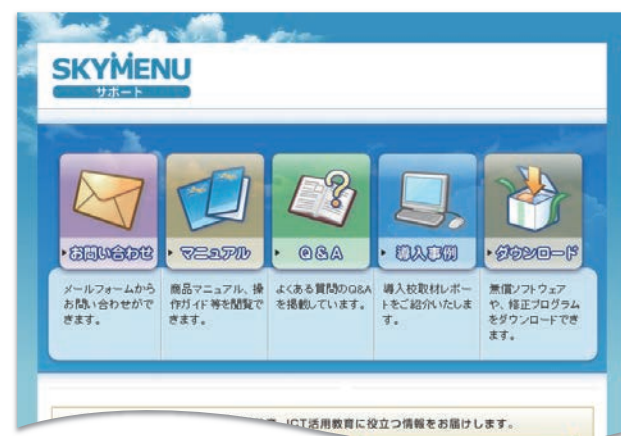 SKYMENU
サポート
お問い合わせ
マニュアル
Q & A
導入事例
ダウンロード
メールフォームから
お問い合わせがで
きます。
商品マニュアル、操
作ガイド等を閲覧で
きます。
よくある質問のQ&A
を掲載しています。
導入校取材レポー
トをご紹介いたしま
す。
無償ソフトウェア
や、修正プログラム
をダウンロードでき
ます。
ICT活用教育に役立つ情報をお届けします。